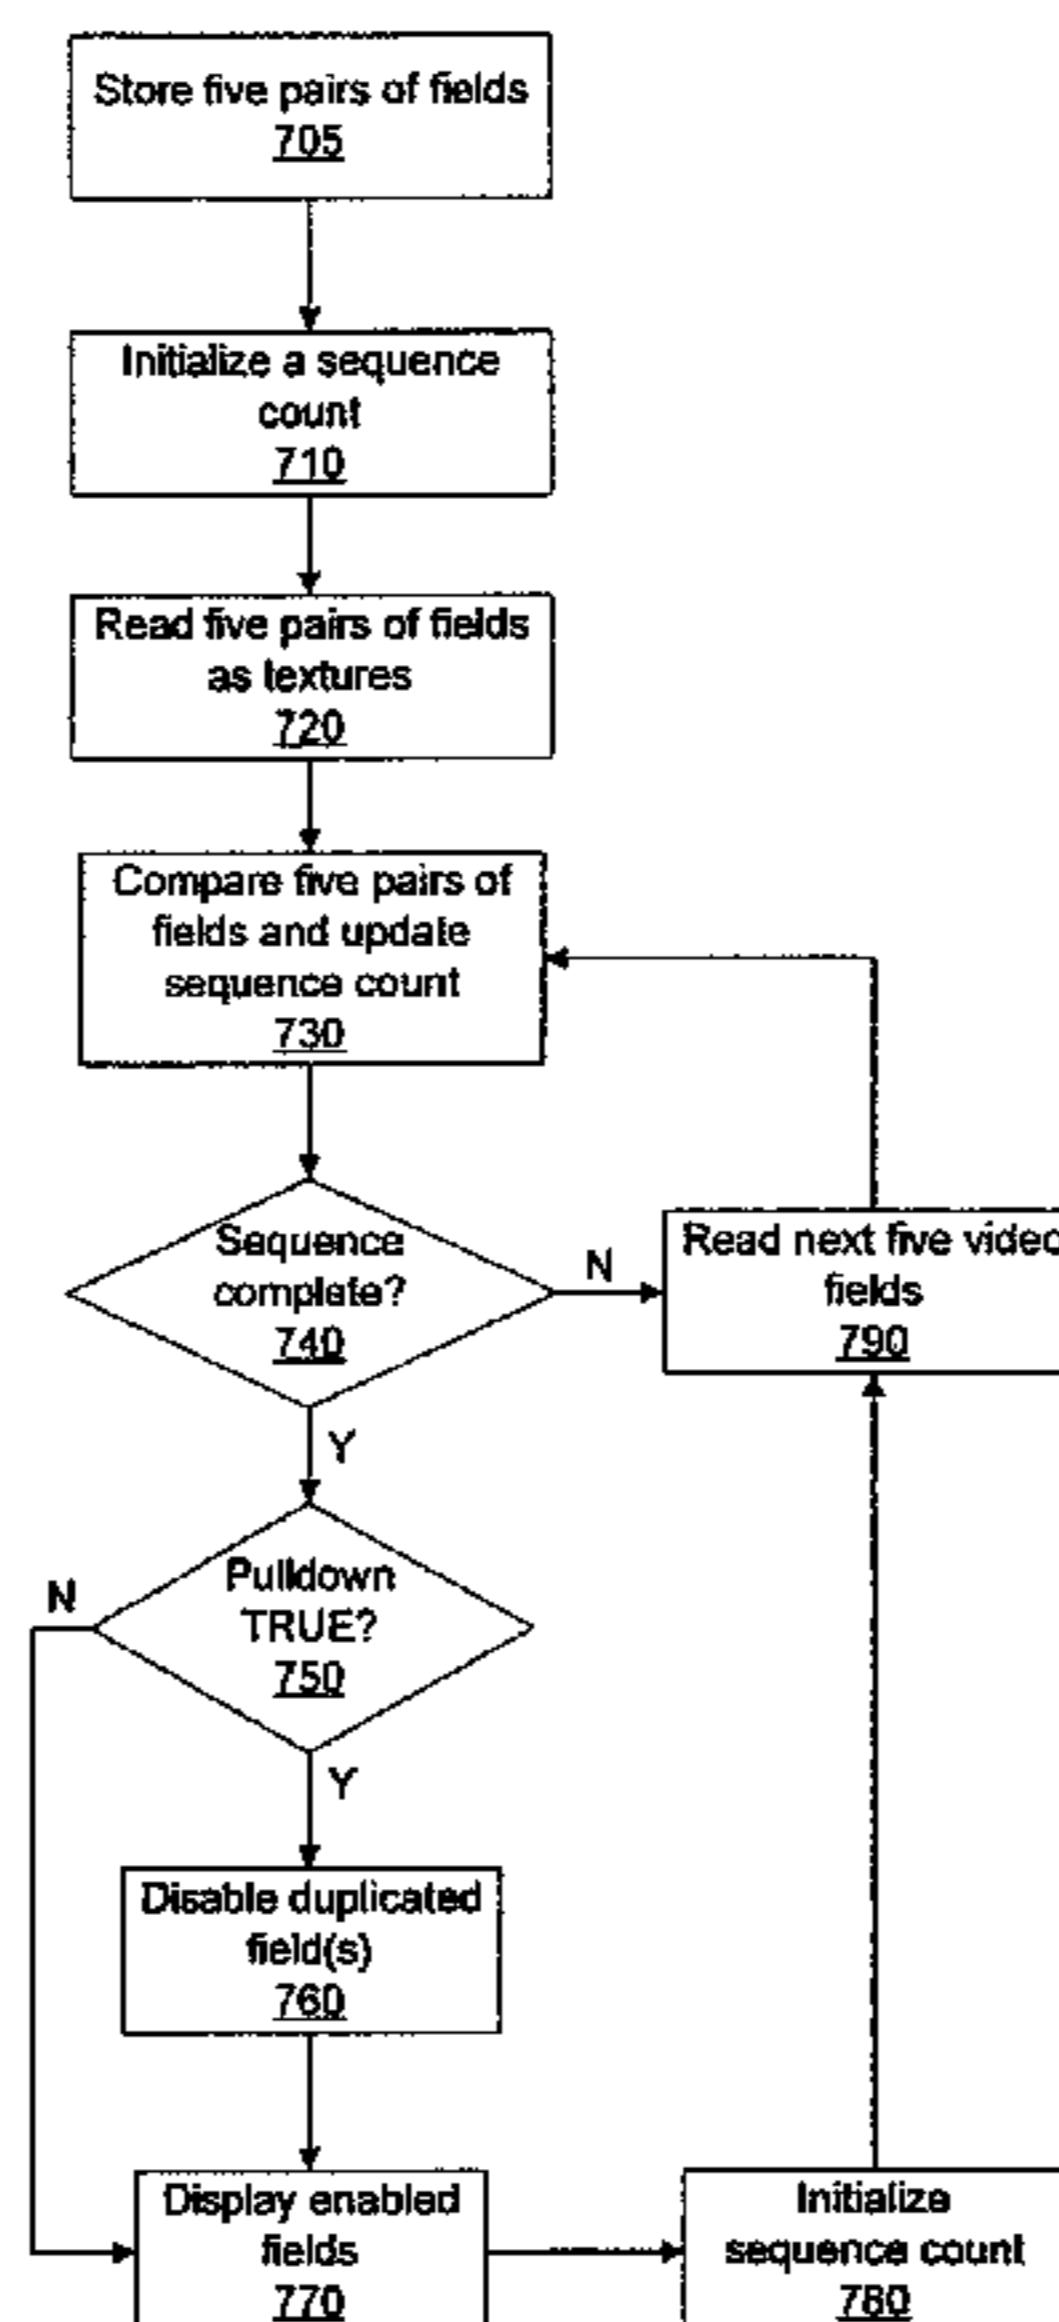 Store five pairs of fields
705
Initialize a sequence
count
710
Read five pairs of fields
as textures
720
Compare five pairs of
fields and update
sequence count
730
Sequence
complete?
740
N
Read next five video
fields
790
Y
Pulldown
TRUE?
750
N
Y
Disable duplicated
field(s)
760
Display enabled
fields
770
Initialize
sequence count
780